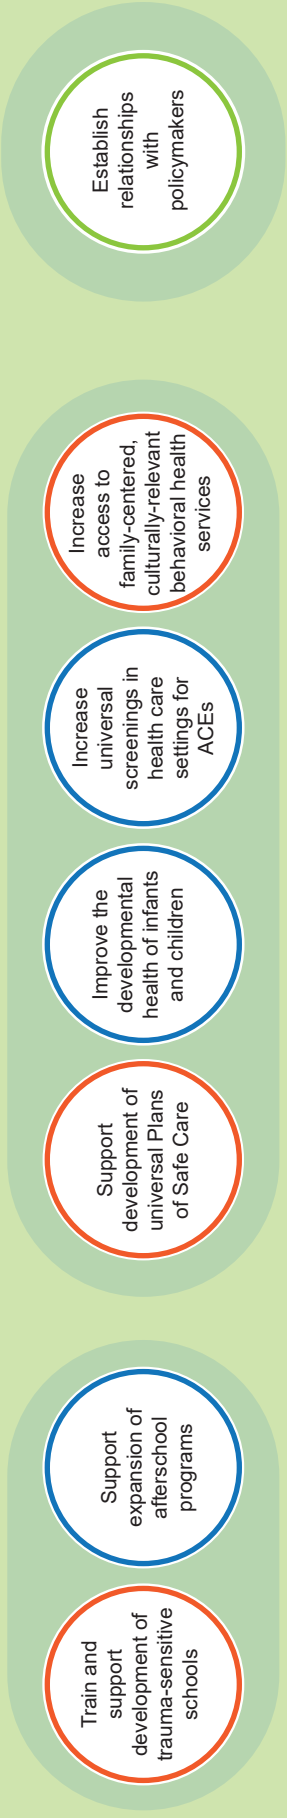 Train and
support
development of
trauma-sensitive
schools
Support
expansion of
afterschool
programs
Support
development of
universal Plans
of Safe Care
Improve the
developmental
health of infants
and children
Increase
universal
screenings in
health care
settings for
ACEs
Increase
access to
family-centered,
culturally-relevant
behavioral health
services
Establish
relationships
with
policymakers